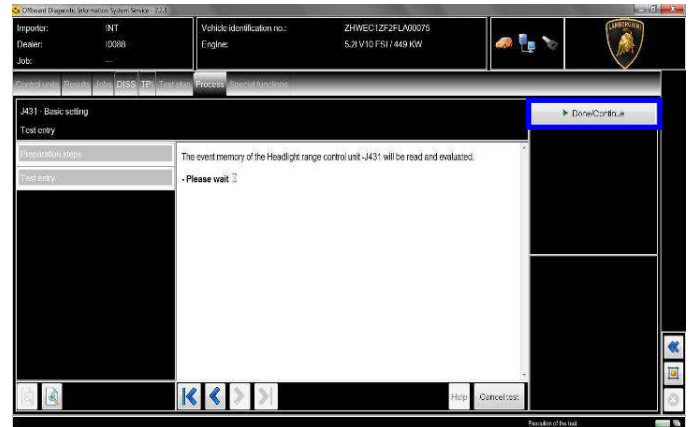 Offboard Diagnostic Information System Service - 2.2.3
Importer: INT
Dealer: I0088
Job: ---
Vehicle identification no.: ZHWEC1ZF2FLA00075
Engine: 5.2l V10 FSI / 449 KW
LAMBORGHINI
Control units Results Jobs DISS TPI Test plan Process Special functions
J431 - Basic setting
Test entry
Done/Continue
Preparation steps
Test entry
The event memory of the Headlight range control unit -J431 will be read and evaluated.
- Please wait
Help
Cancel test
Execution of the test